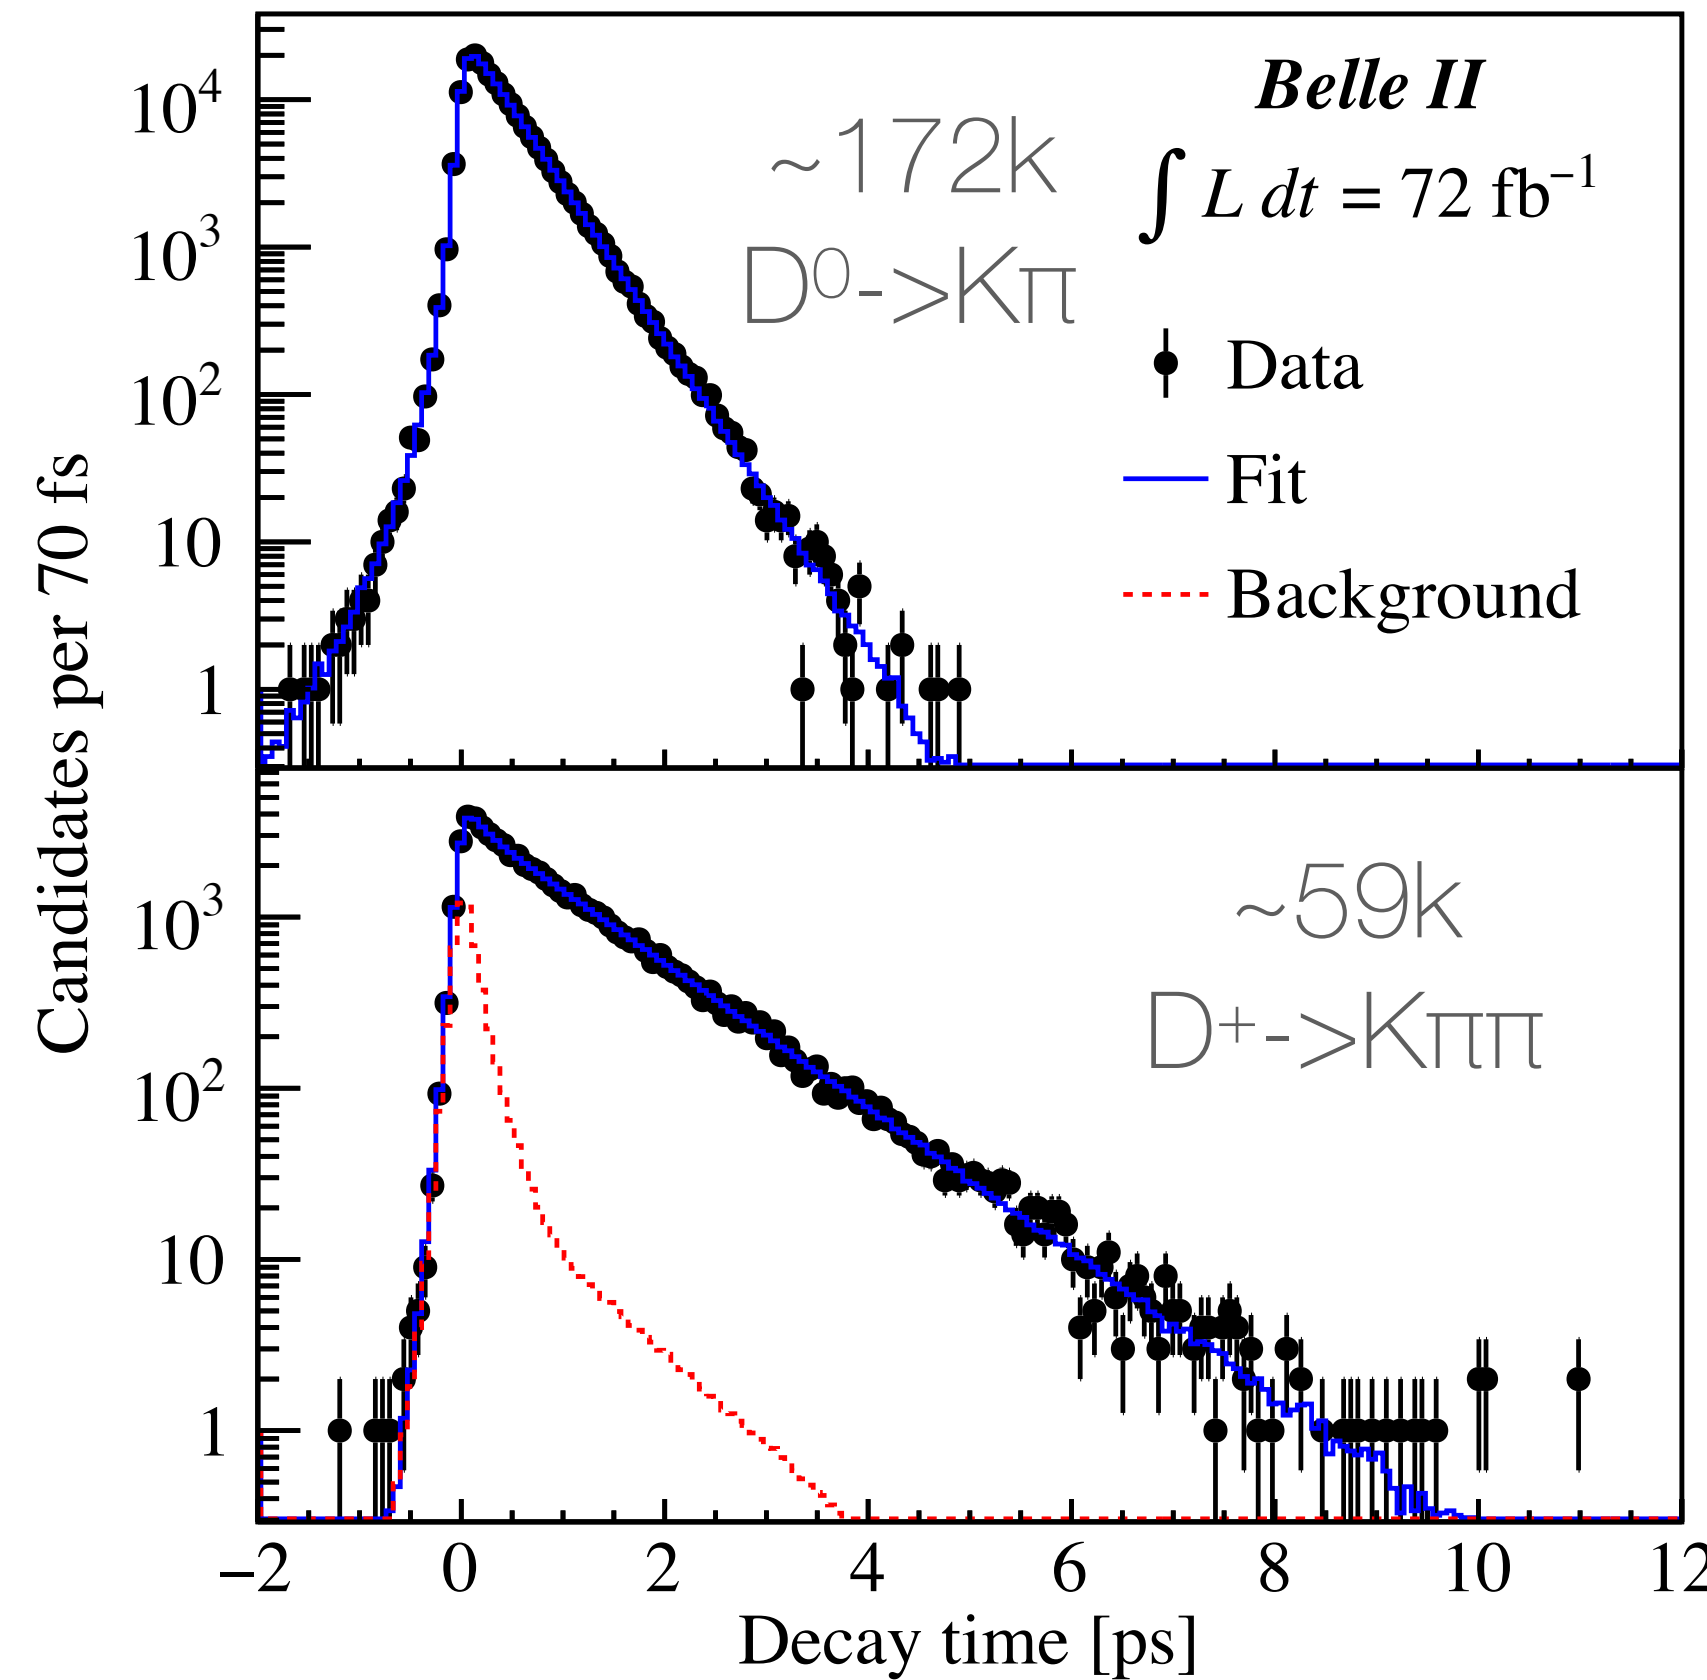 Candidates per 70 fs
10⁴
10³
10²
10
1
Belle II
∫ L dt = 72 fb⁻¹
~172k
D⁰->Kπ
Data
Fit
Background
10³
10²
10
1
~59k
D⁺->Kππ
−2 0 2 4 6 8 10 12
Decay time [ps]